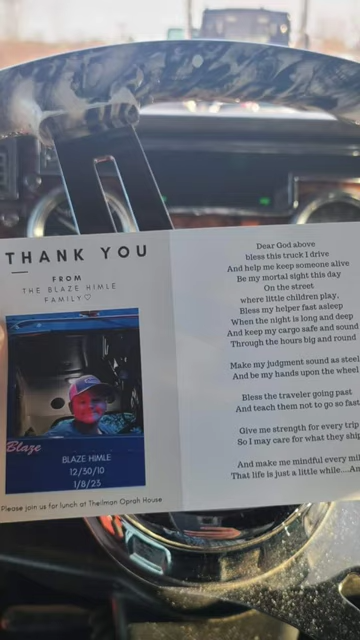 THANK YOU
FROM
THE BLAZE HIMLE
FAMILY♡
Blaze
BLAZE HIMLE
12/30/10
1/8/23
Please join us for lunch at Theilman Oprah House
Dear God above
bless this truck I drive
And help me keep someone alive
Be my mortal sight this day
On the street
where little children play,
Bless my helper fast asleep
When the night is long and deep
And keep my cargo safe and sound
Through the hours big and round
Make my judgment sound as steel
And be my hands upon the wheel
Bless the traveler going past
And teach them not to go so fast
Give me strength for every trip
So I may care for what they ship
And make me mindful every mil
That life is just a little while....Am